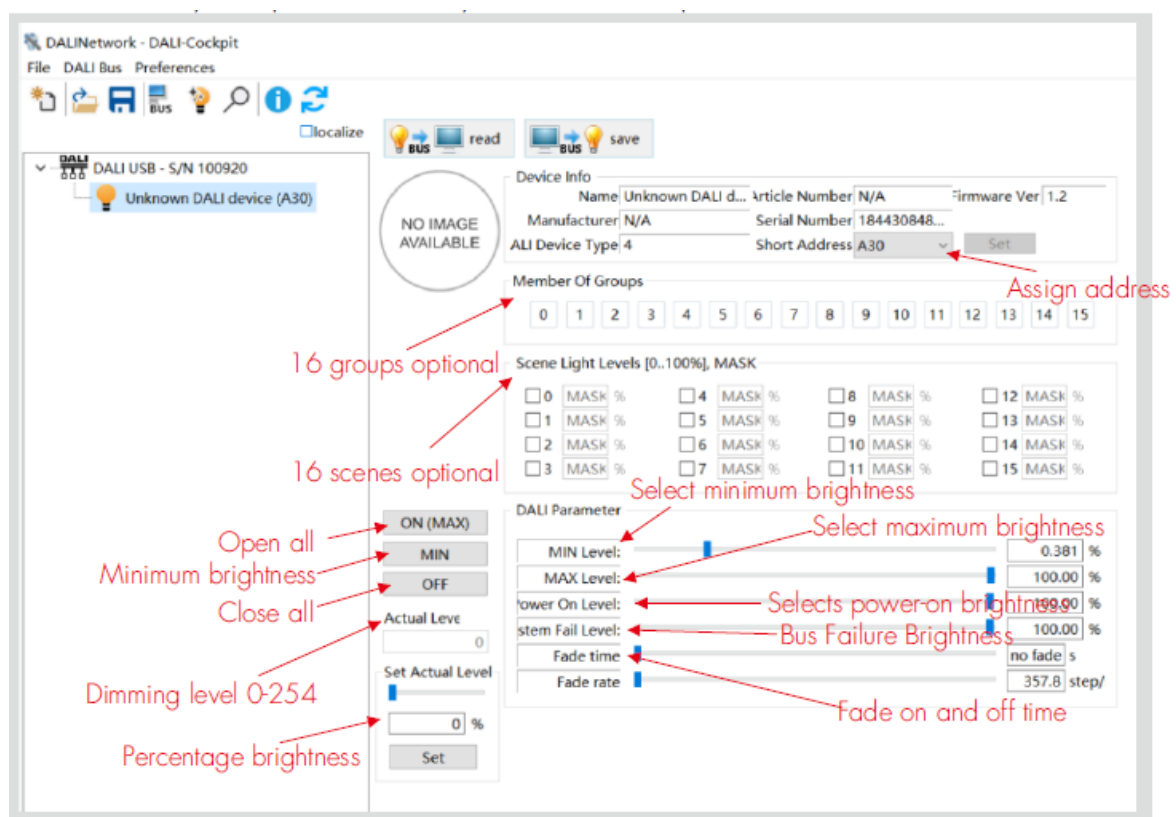 DALINetwork - DALI-Cockpit
File DALI Bus Preferences
BUS
localize
BUS read
BUS save
DALI
DALI USB - S/N 100920
Unknown DALI device (A30)
NO IMAGE
AVAILABLE
Device Info
Name Unknown DALI d... Article Number N/A Firmware Ver 1.2
Manufacturer N/A Serial Number 184430848...
ALI Device Type 4 Short Address A30 Set
Assign address
Member Of Groups
0 1 2 3 4 5 6 7 8 9 10 11 12 13 14 15
16 groups optional
Scene Light Levels [0..100%], MASK
0 MASK % 4 MASK % 8 MASK % 12 MASK %
1 MASK % 5 MASK % 9 MASK % 13 MASK %
2 MASK % 6 MASK % 10 MASK % 14 MASK %
3 MASK % 7 MASK % 11 MASK % 15 MASK %
16 scenes optional
Select minimum brightness
DALI Parameter
Select maximum brightness
ON (MAX)
Open all
MIN
Minimum brightness
OFF
Close all
MIN Level: 0.381 %
MAX Level: 100.00 %
Power On Level: 100.00 %
Selects power-on brightness
stem Fail Level: 100.00 %
Bus Failure Brightness
Fade time no fade s
Fade rate 357.8 step/
Fade on and off time
Actual Leve
0
Dimming level 0-254
Set Actual Level
0 %
Percentage brightness
Set